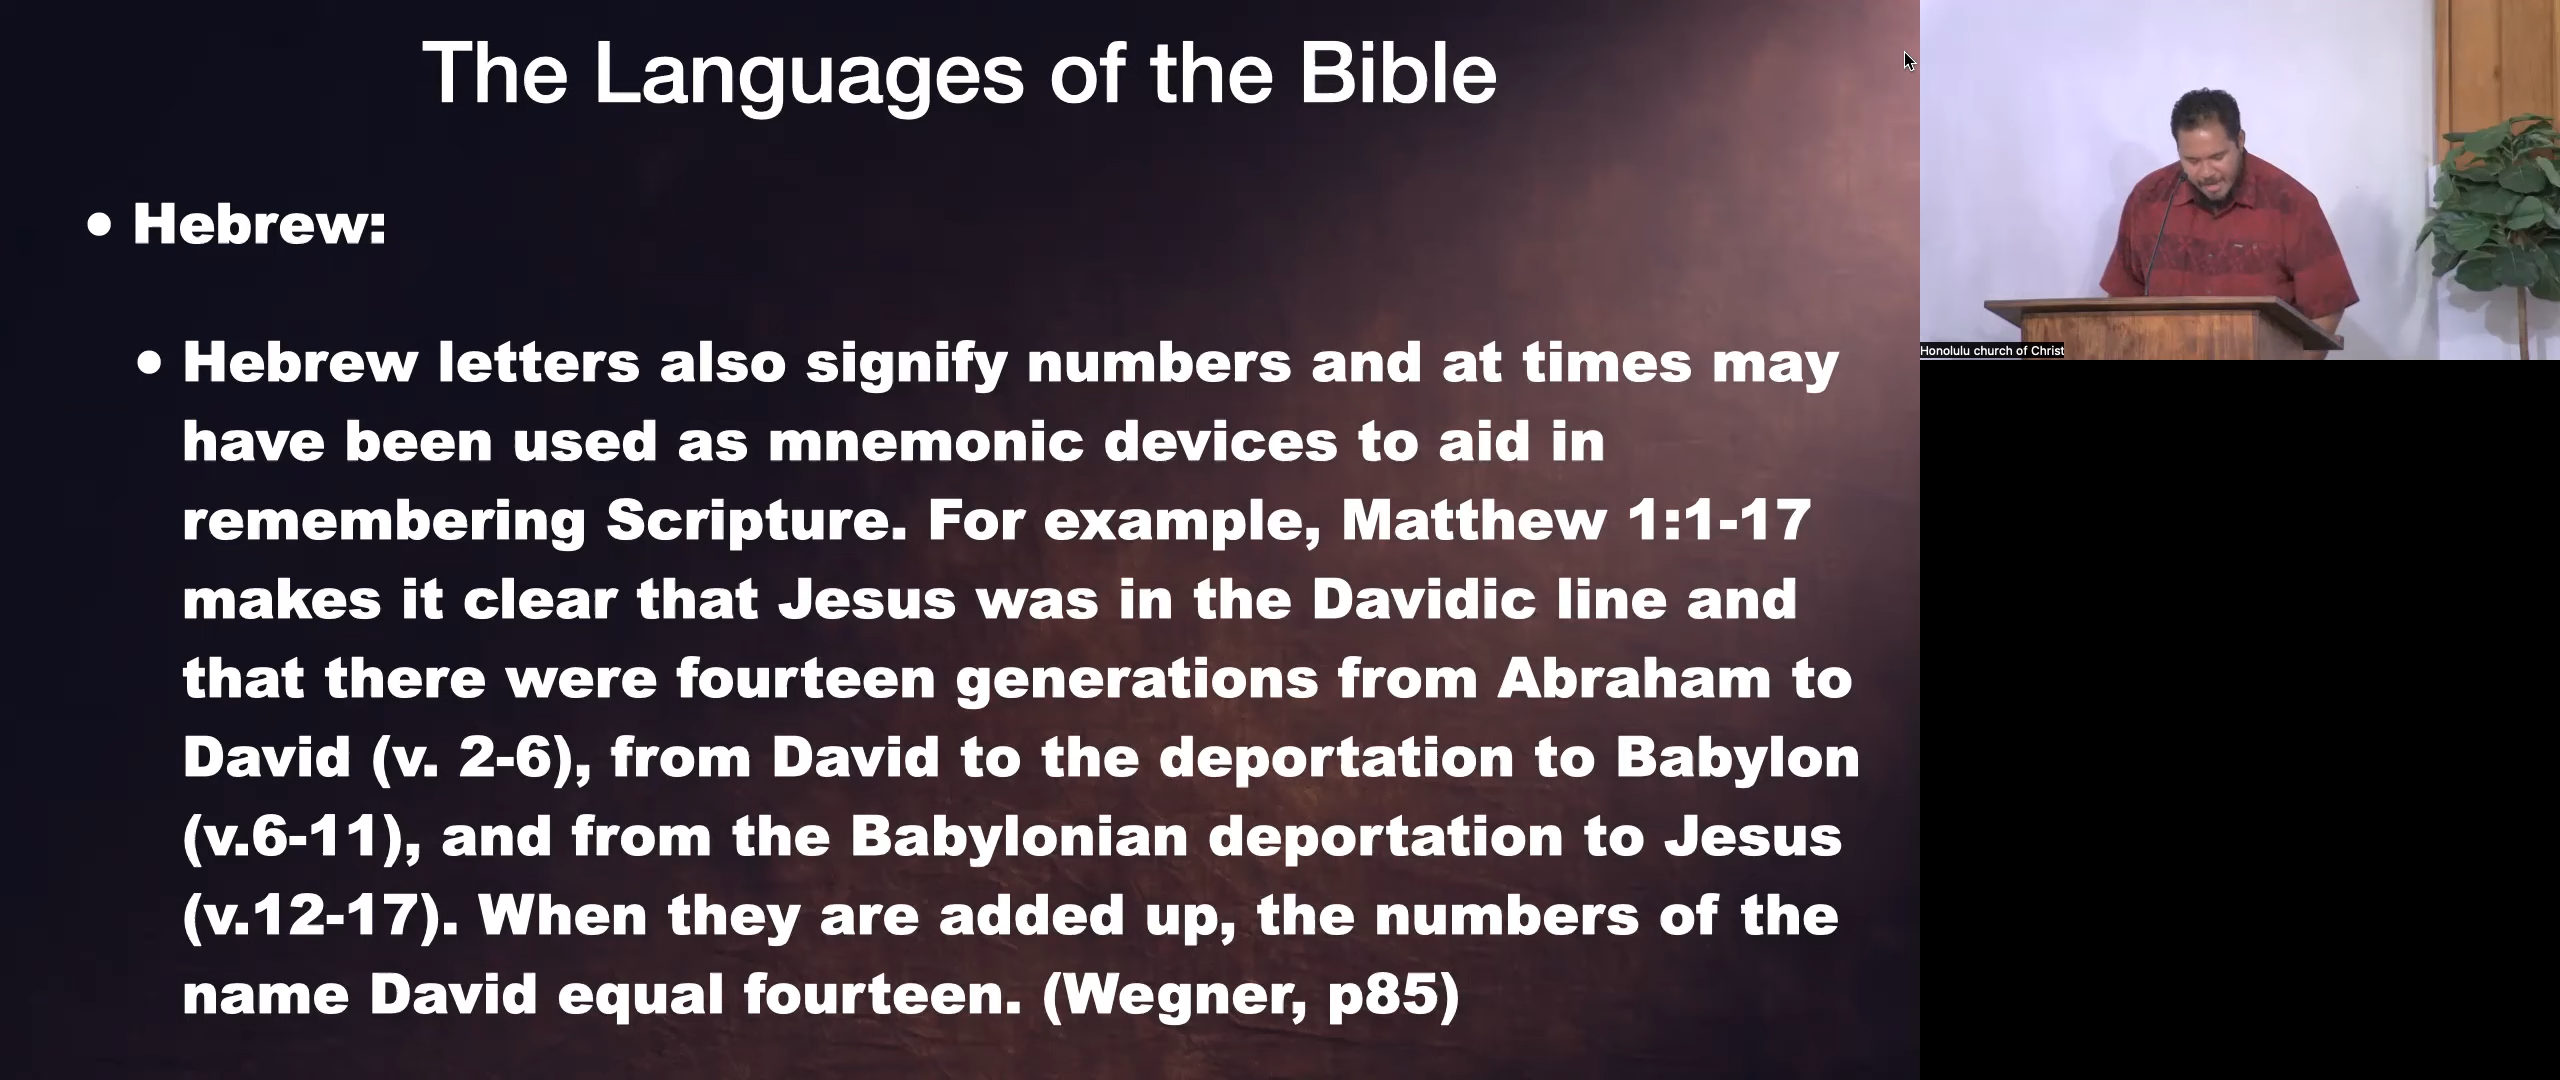 The Languages of the Bible
• Hebrew:
• Hebrew letters also signify numbers and at times may
have been used as mnemonic devices to aid in
remembering Scripture. For example, Matthew 1:1-17
makes it clear that Jesus was in the Davidic line and
that there were fourteen generations from Abraham to
David (v. 2-6), from David to the deportation to Babylon
(v.6-11), and from the Babylonian deportation to Jesus
(v.12-17). When they are added up, the numbers of the
name David equal fourteen. (Wegner, p85)
Honolulu church of Christ